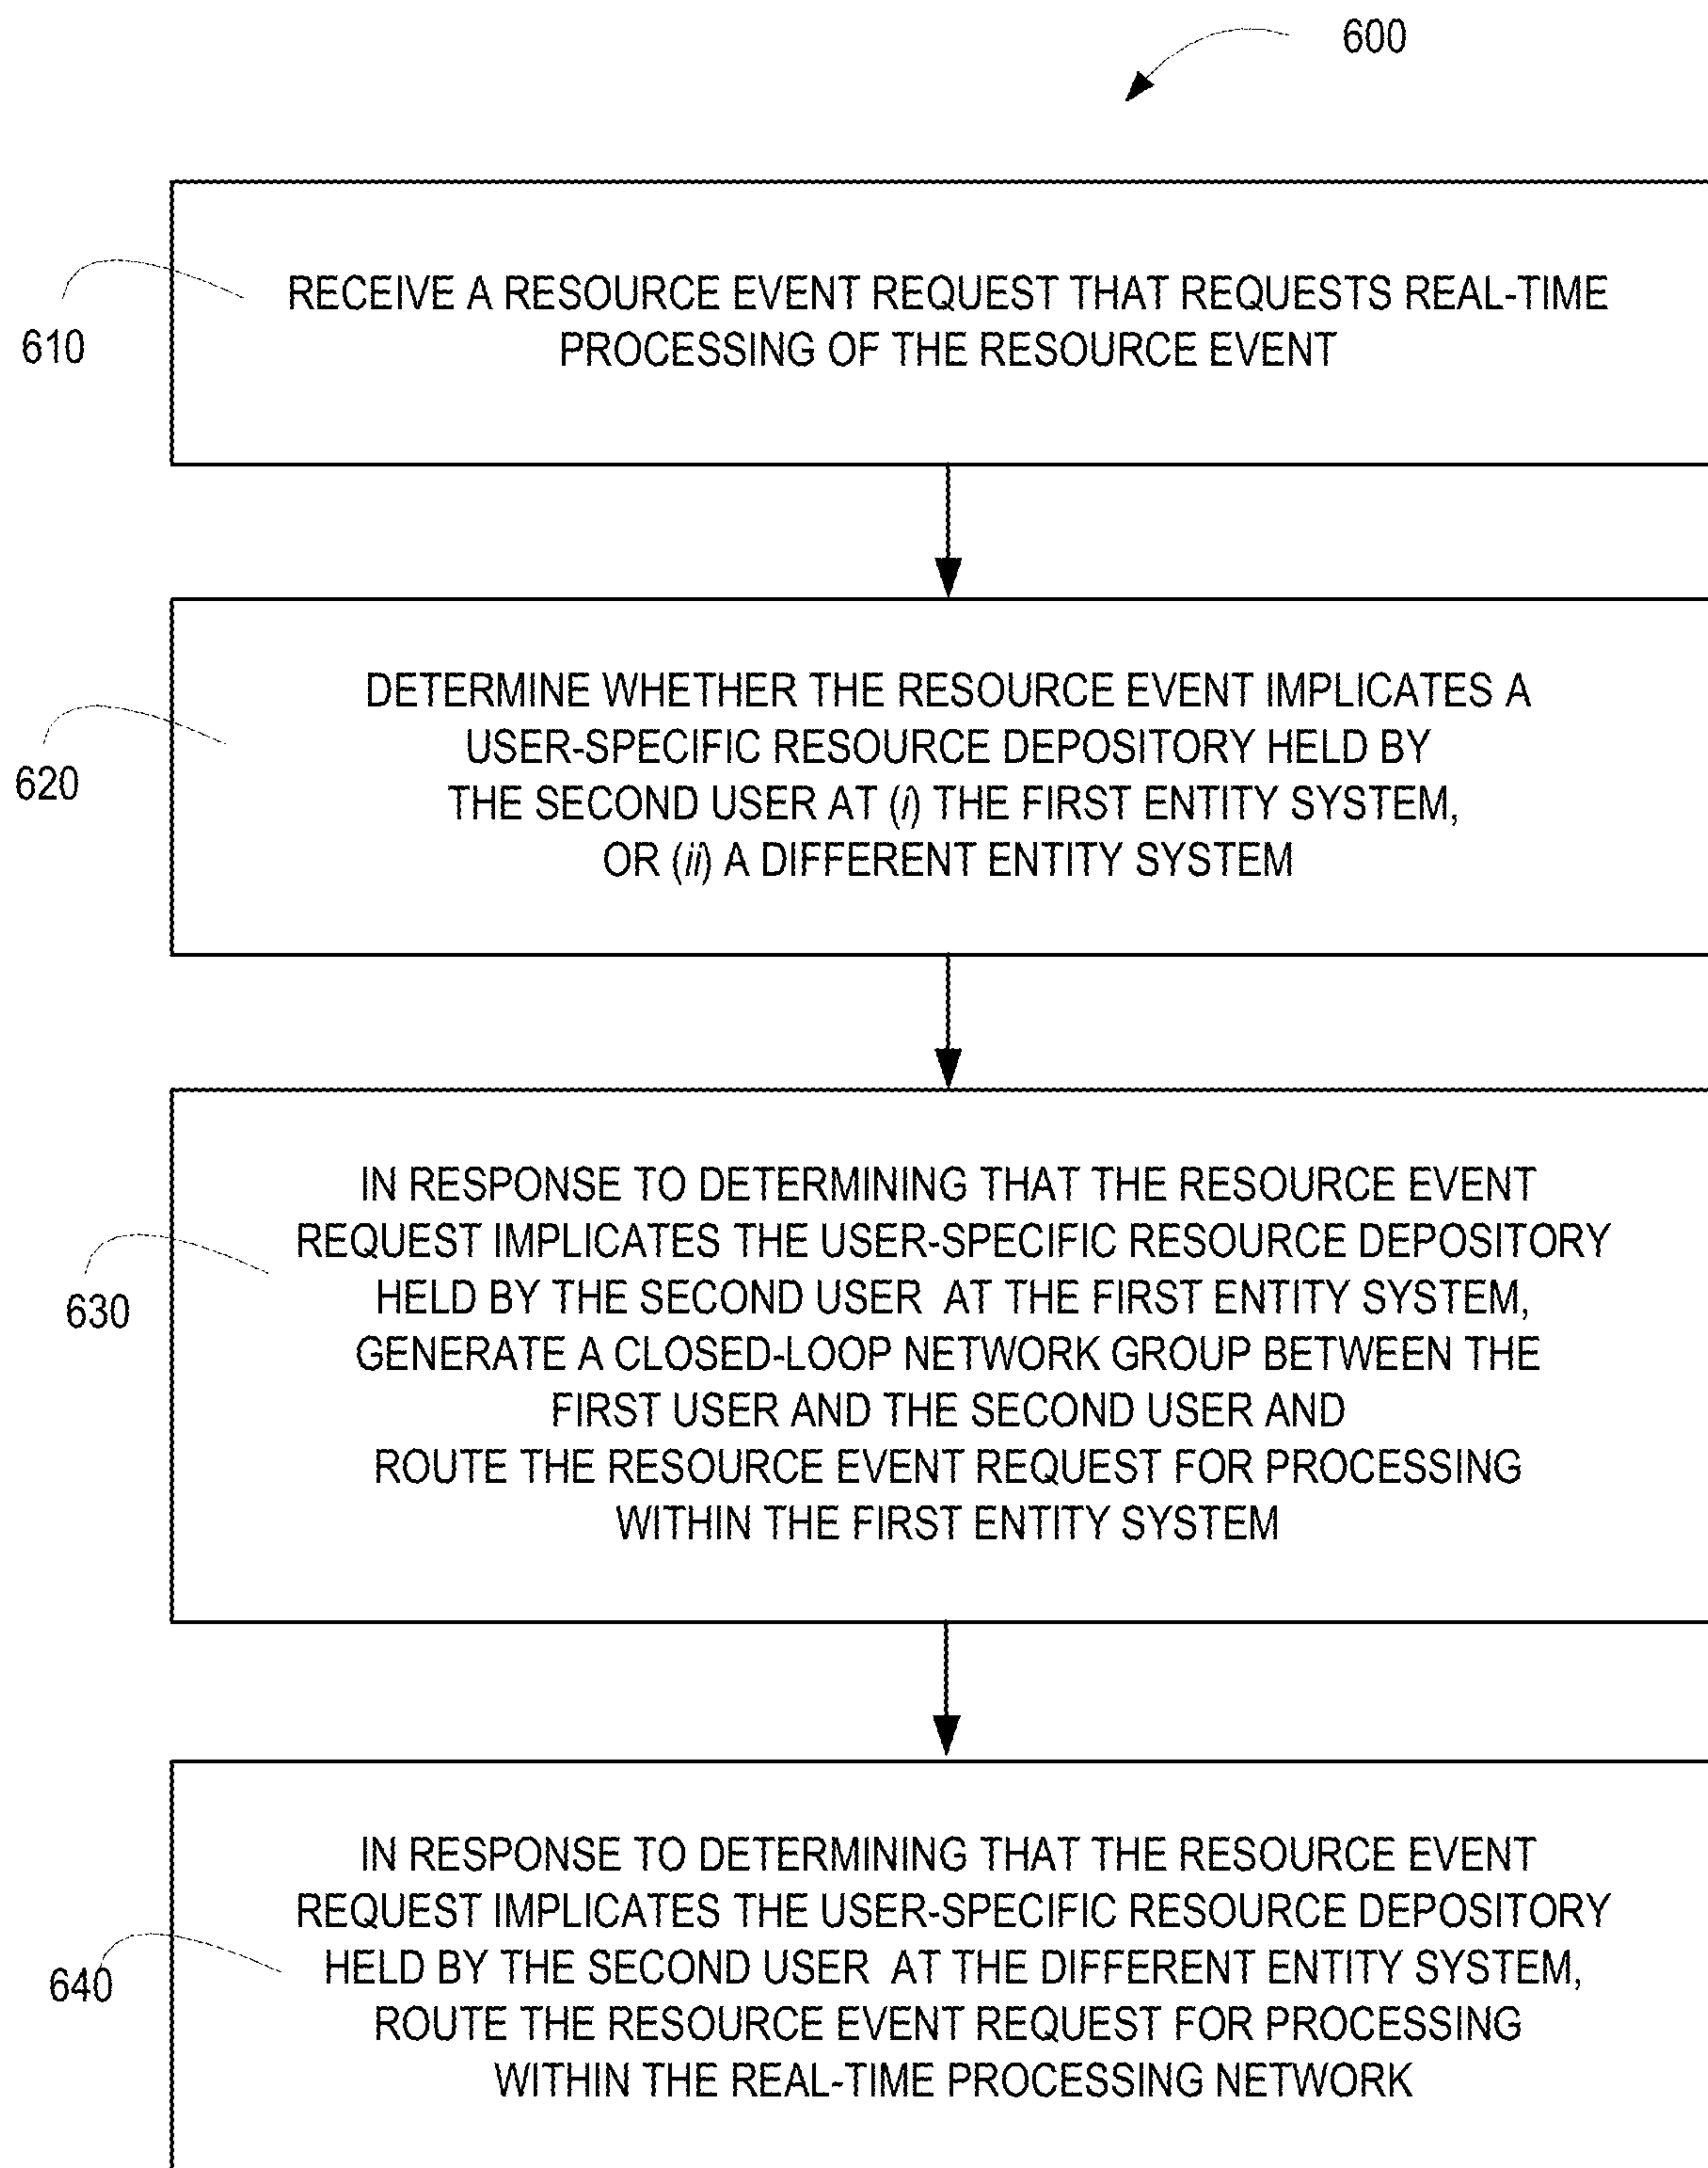 600
610
RECEIVE A RESOURCE EVENT REQUEST THAT REQUESTS REAL-TIME
PROCESSING OF THE RESOURCE EVENT
620
DETERMINE WHETHER THE RESOURCE EVENT IMPLICATES A
USER-SPECIFIC RESOURCE DEPOSITORY HELD BY
THE SECOND USER AT (i) THE FIRST ENTITY SYSTEM,
OR (ii) A DIFFERENT ENTITY SYSTEM
630
IN RESPONSE TO DETERMINING THAT THE RESOURCE EVENT
REQUEST IMPLICATES THE USER-SPECIFIC RESOURCE DEPOSITORY
HELD BY THE SECOND USER AT THE FIRST ENTITY SYSTEM,
GENERATE A CLOSED-LOOP NETWORK GROUP BETWEEN THE
FIRST USER AND THE SECOND USER AND
ROUTE THE RESOURCE EVENT REQUEST FOR PROCESSING
WITHIN THE FIRST ENTITY SYSTEM
640
IN RESPONSE TO DETERMINING THAT THE RESOURCE EVENT
REQUEST IMPLICATES THE USER-SPECIFIC RESOURCE DEPOSITORY
HELD BY THE SECOND USER AT THE DIFFERENT ENTITY SYSTEM,
ROUTE THE RESOURCE EVENT REQUEST FOR PROCESSING
WITHIN THE REAL-TIME PROCESSING NETWORK